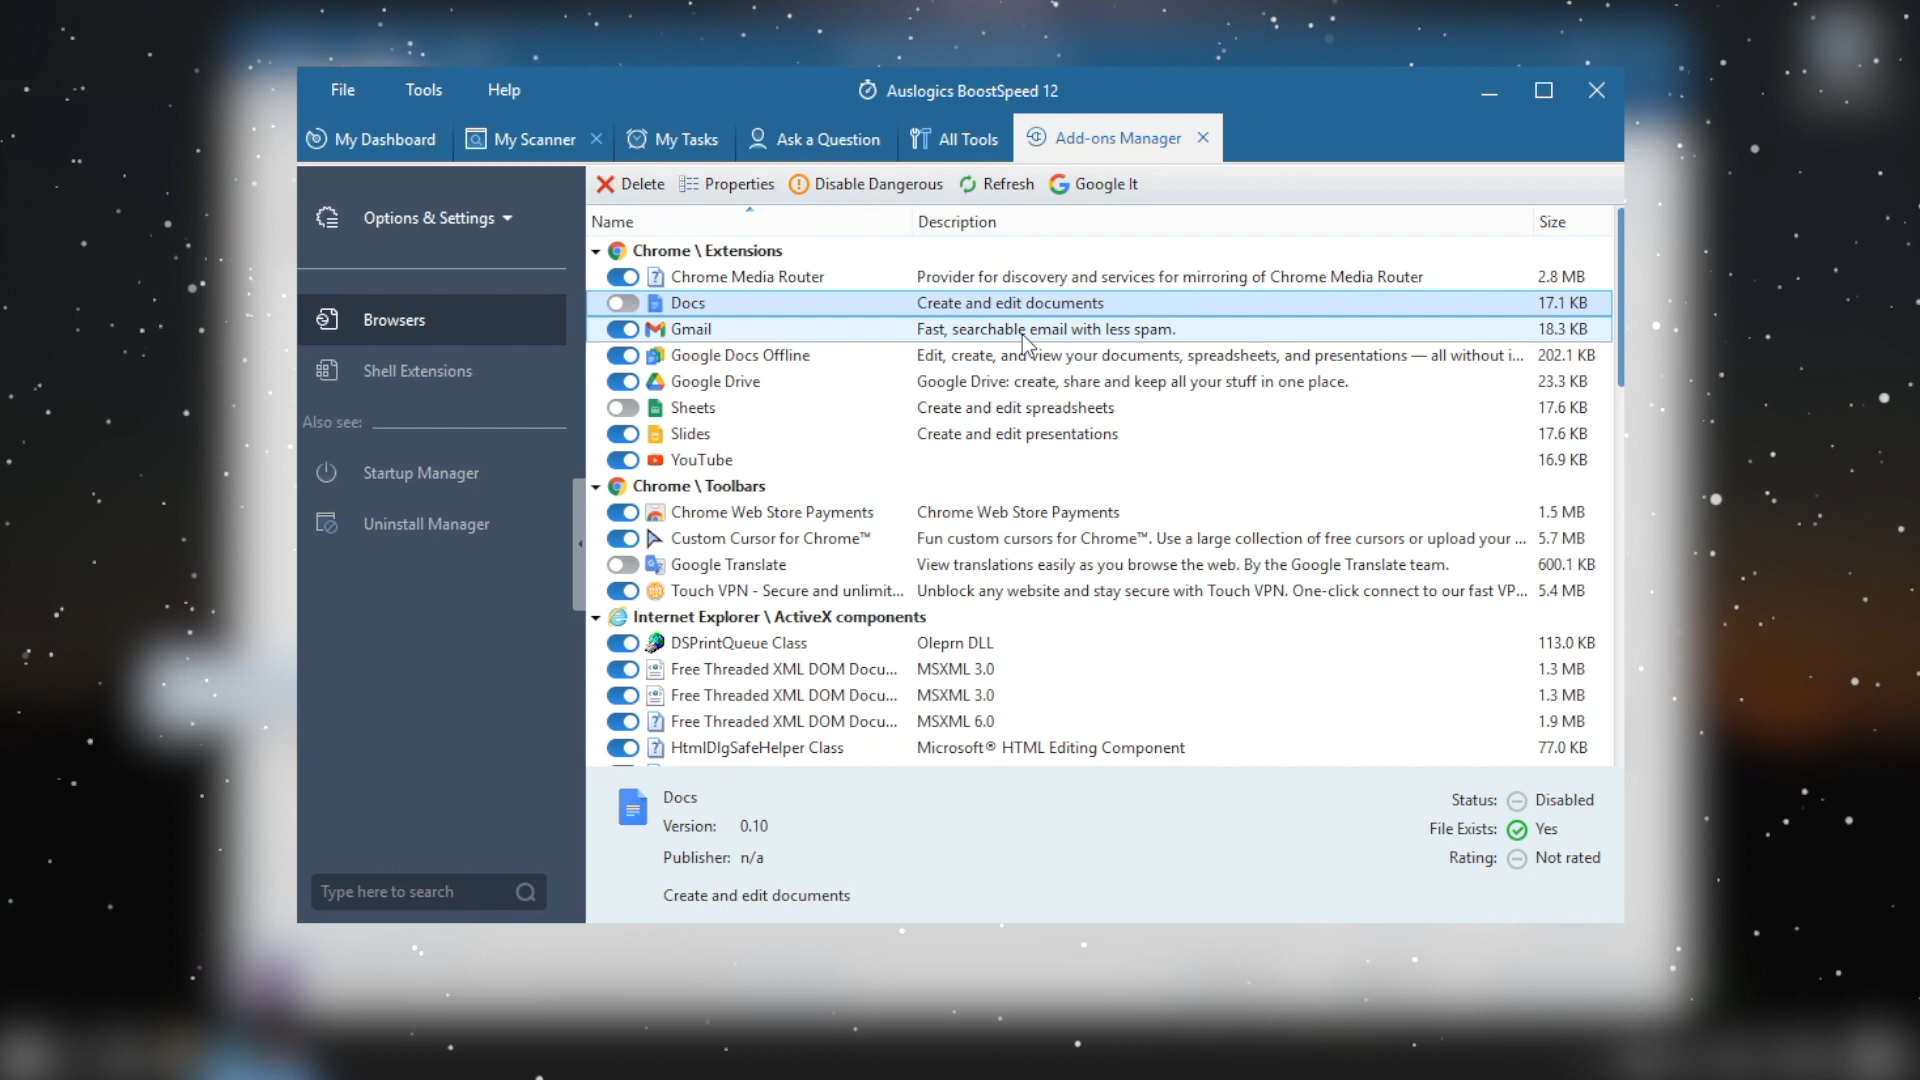 File Tools Help Auslogics BoostSpeed 12
My Dashboard My Scanner My Tasks Ask a Question All Tools Add-ons Manager
Delete Properties Disable Dangerous Refresh Google It
Options & Settings
Browsers
Shell Extensions
Also see:
Startup Manager
Uninstall Manager
Type here to search
Name Description Size
Chrome \ Extensions
Chrome Media Router Provider for discovery and services for mirroring of Chrome Media Router 2.8 MB
Docs Create and edit documents 17.1 KB
Gmail Fast, searchable email with less spam. 18.3 KB
Google Docs Offline Edit, create, and view your documents, spreadsheets, and presentations — all without i... 202.1 KB
Google Drive Google Drive: create, share and keep all your stuff in one place. 23.3 KB
Sheets Create and edit spreadsheets 17.6 KB
Slides Create and edit presentations 17.6 KB
YouTube 16.9 KB
Chrome \ Toolbars
Chrome Web Store Payments Chrome Web Store Payments 1.5 MB
Custom Cursor for Chrome™ Fun custom cursors for Chrome™. Use a large collection of free cursors or upload your ... 5.7 MB
Google Translate View translations easily as you browse the web. By the Google Translate team. 600.1 KB
Touch VPN - Secure and unlimit... Unblock any website and stay secure with Touch VPN. One-click connect to our fast VP... 5.4 MB
Internet Explorer \ ActiveX components
DSPrintQueue Class Oleprn DLL 113.0 KB
Free Threaded XML DOM Docu... MSXML 3.0 1.3 MB
Free Threaded XML DOM Docu... MSXML 3.0 1.3 MB
Free Threaded XML DOM Docu... MSXML 6.0 1.9 MB
HtmlDlgSafeHelper Class Microsoft® HTML Editing Component 77.0 KB
Docs
Version: 0.10
Publisher: n/a
Create and edit documents
Status: Disabled
File Exists: Yes
Rating: Not rated